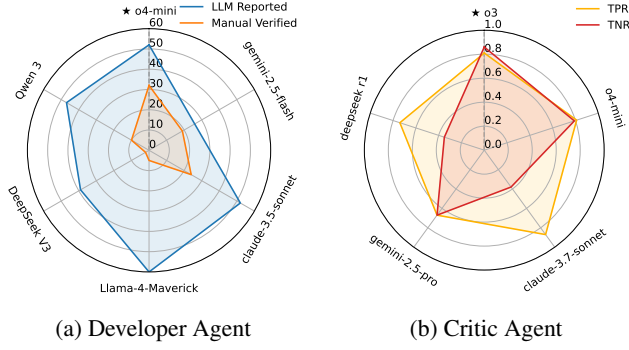 ★ o4-mini
LLM Reported
Manual Verified
60
50
40
30
20
10
0
gemini-2.5-flash
claude-3.5-sonnet
Llama-4-Maverick
DeepSeek V3
Qwen 3
(a) Developer Agent
★ o3
TPR
TNR
1.0
0.8
0.6
0.4
0.2
0.0
o4-mini
claude-3.7-sonnet
gemini-2.5-pro
deepseek r1
(b) Critic Agent